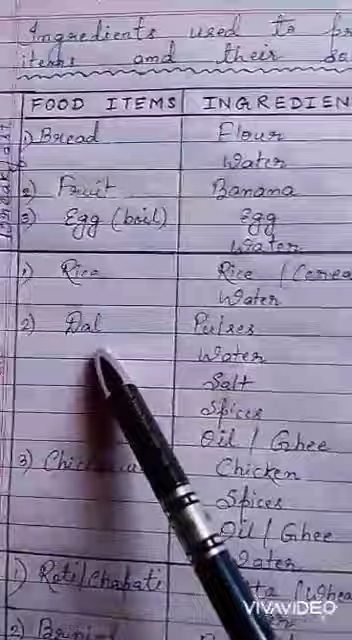 Ingredients used to
items and their
FOOD ITEMS INGREDIEN
1) Bread Flour
Water
2) Fruit Banana
3) Egg (boil) Egg
Water
1) Rice Rice / Cerea
Water
2) Dal Pulses
Water
Salt
Spices
Oil / Ghee
3) Chicken
Spices
Oil / Ghee
Water
1) Roti/Chapati
2)
VIVAVIDEO